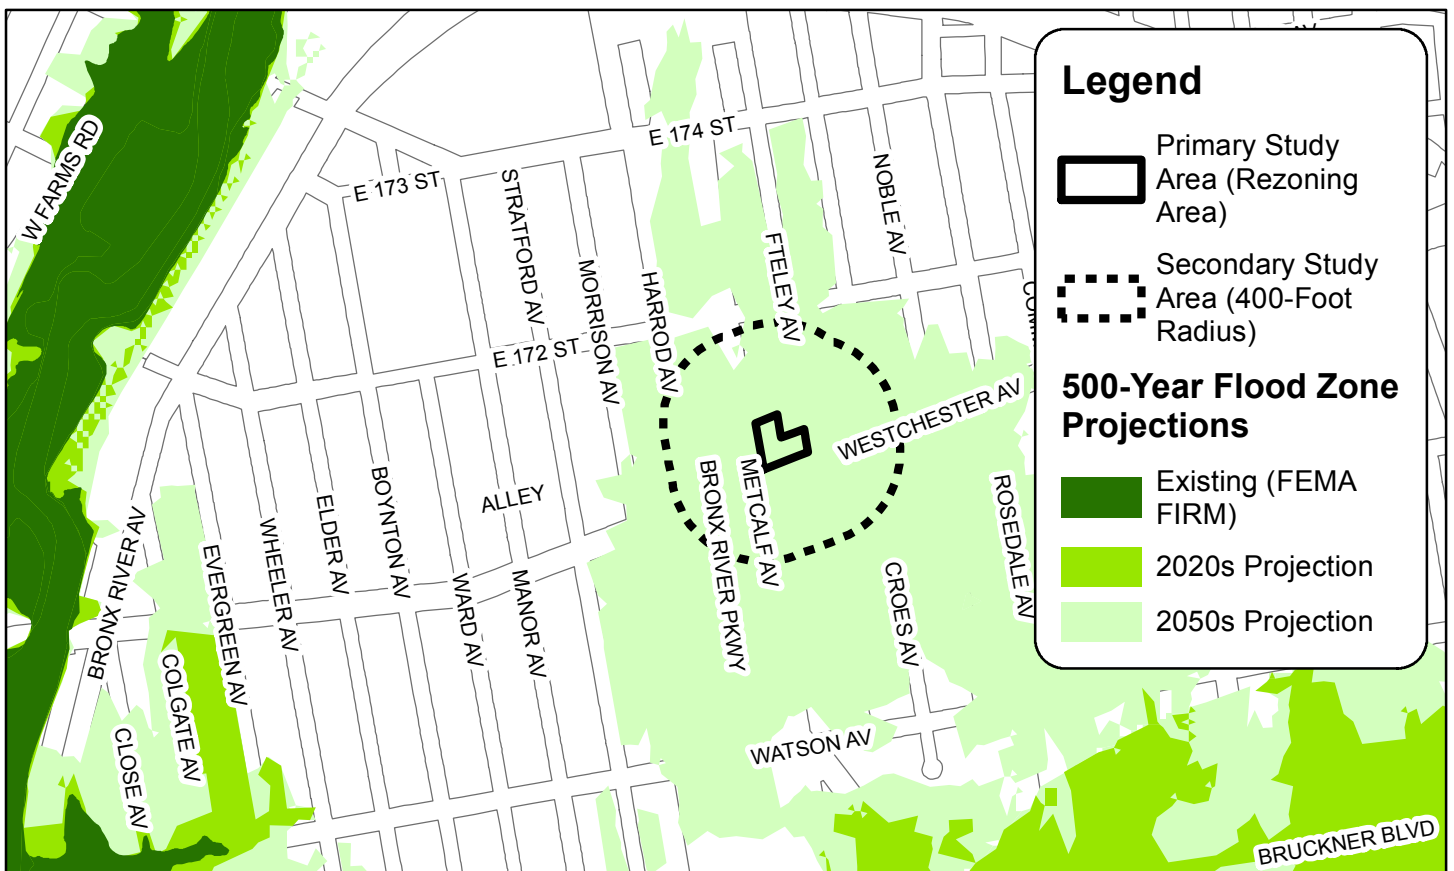 Legend
Primary Study
Area (Rezoning
Area)
Secondary Study
Area (400-Foot
Radius)
500-Year Flood Zone
Projections
Existing (FEMA
FIRM)
2020s Projection
2050s Projection
W FARMS RD
E 174 ST
E 173 ST
STRATFORD AV
NOBLE AV
FTELEY AV
MORRISON AV
HARROD AV
E 172 ST
WESTCHESTER AV
BRONX RIVER AV
EVERGREEN AV
WHEELER AV
ELDER AV
BOYNTON AV
ALLEY
WARD AV
MANOR AV
BRONX RIVER PKWY
METCALF AV
CROES AV
ROSEDALE AV
COLGATE AV
CLOSE AV
WATSON AV
BRUCKNER BLVD